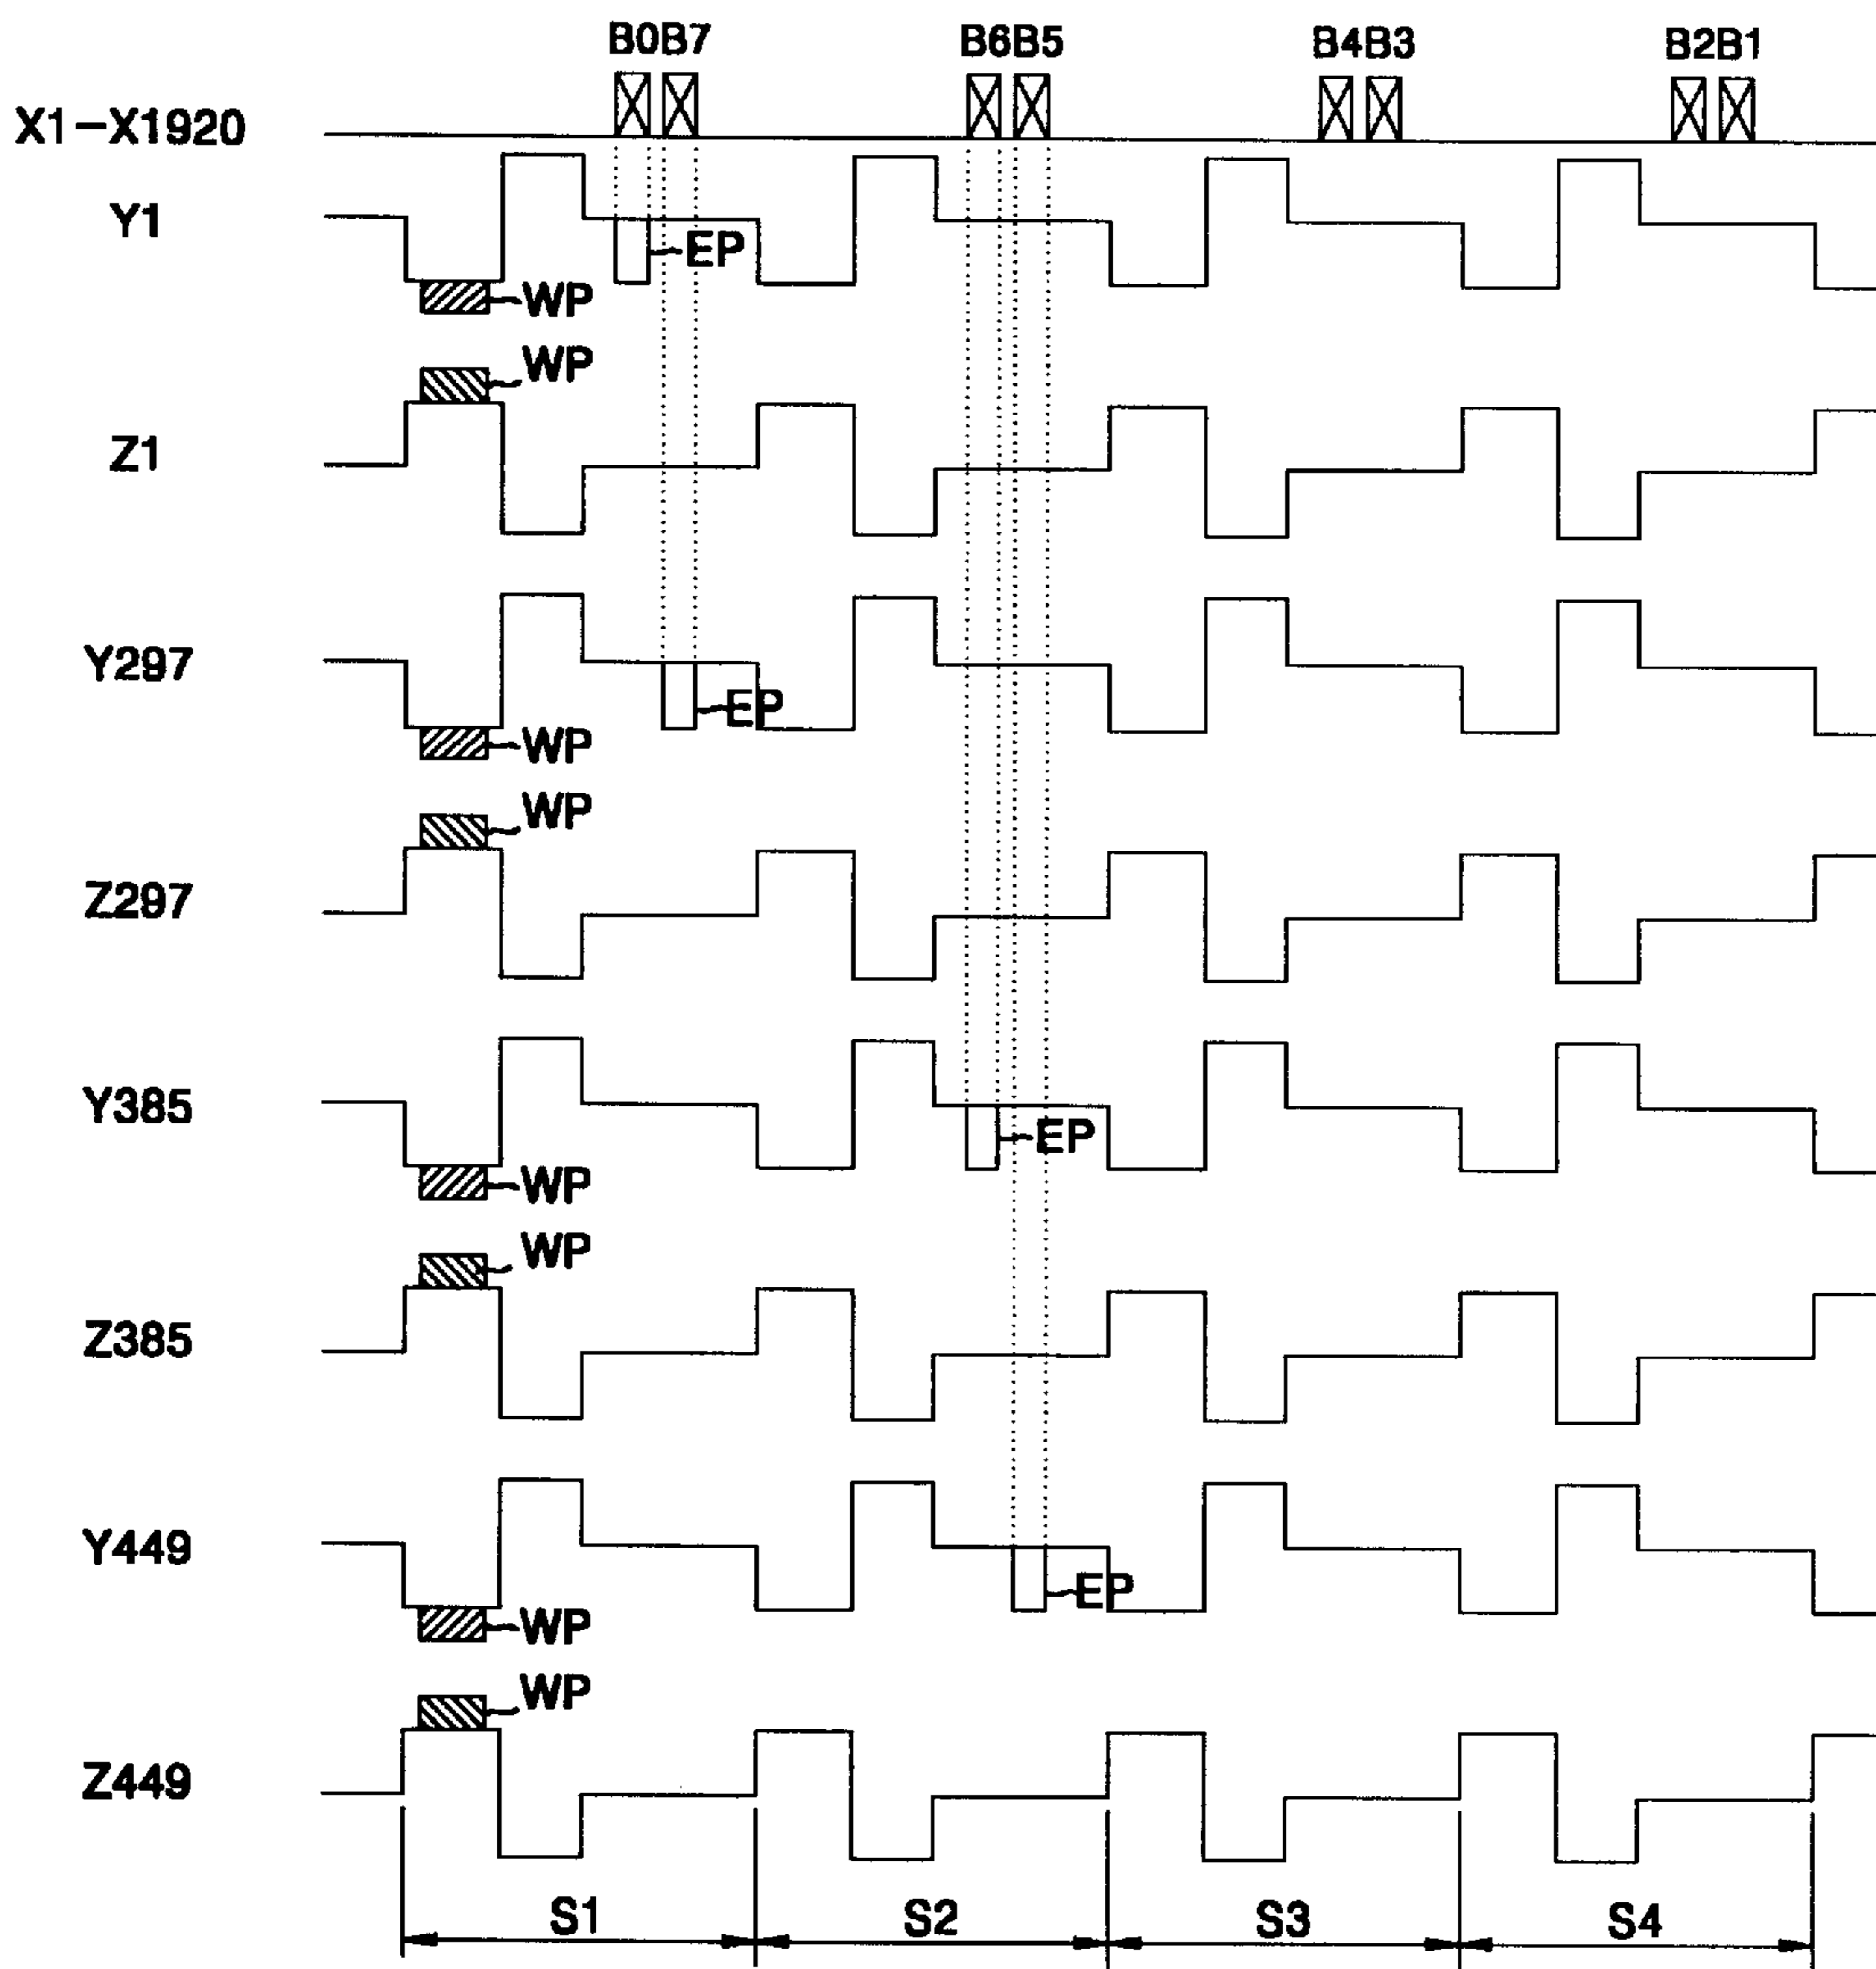 B0B7 B6B5 B4B3 B2B1
X1-X1920
Y1
EP
WP
WP
Z1
Y297
EP
WP
WP
Z297
Y385
EP
WP
WP
Z385
Y449
EP
WP
WP
Z449
S1 S2 S3 S4